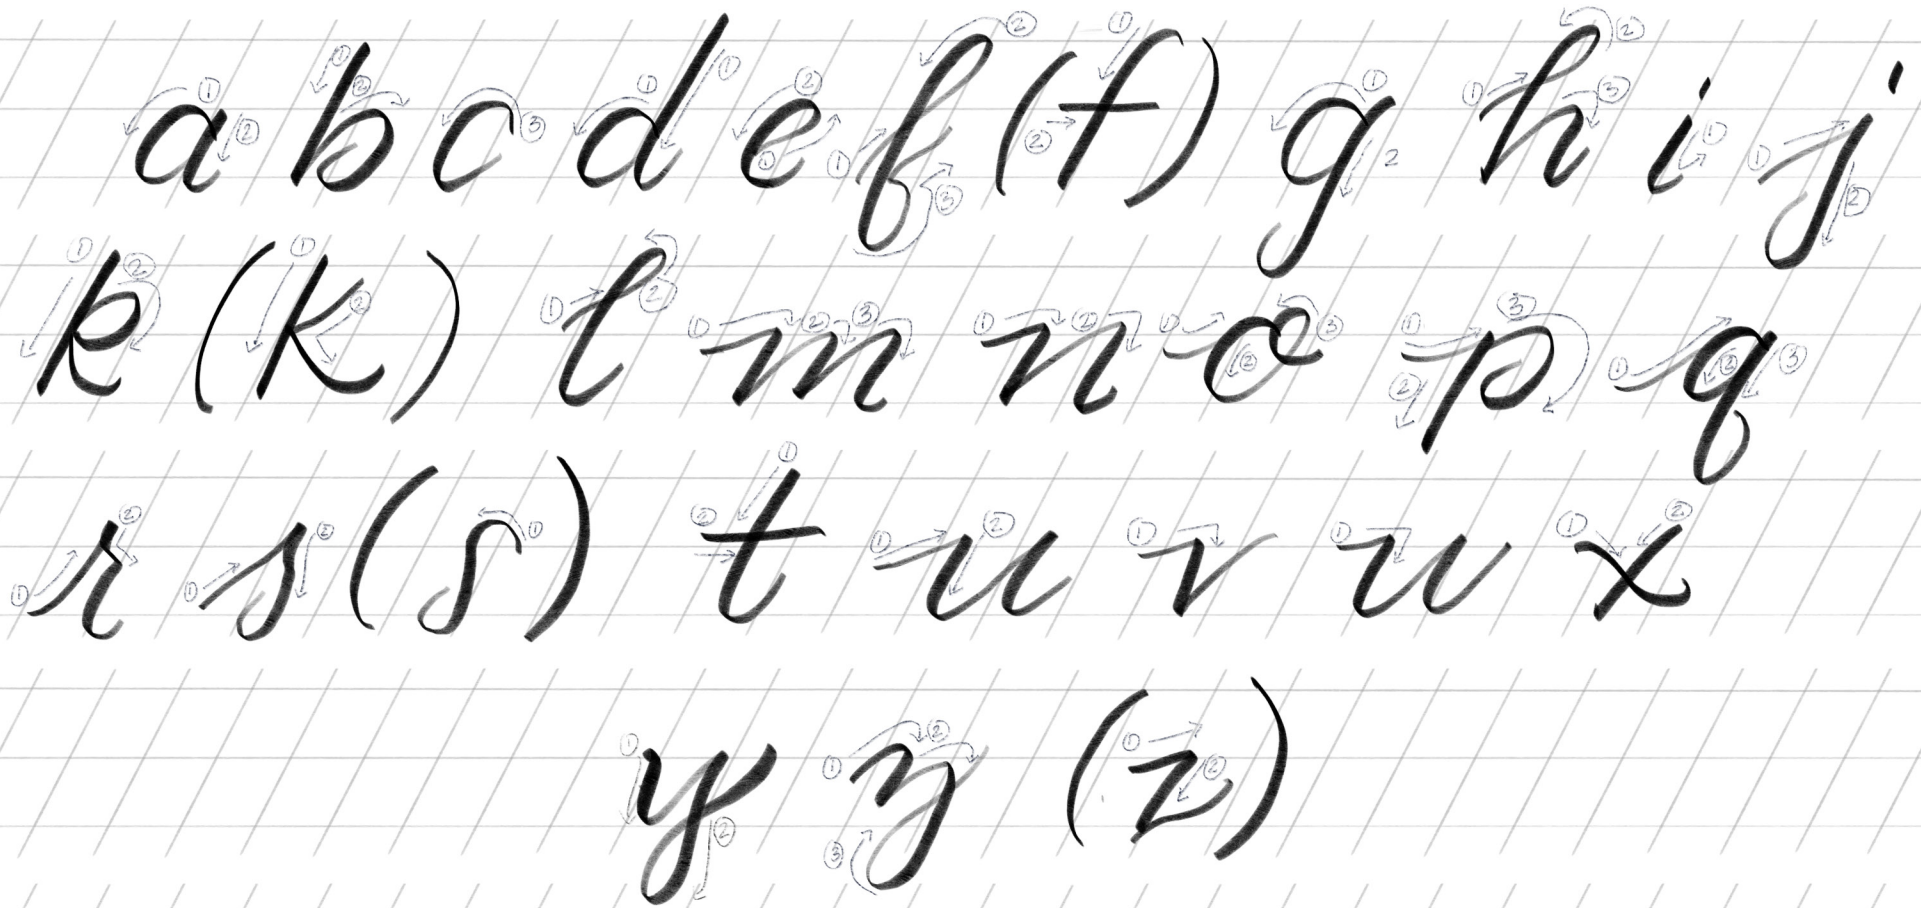 a b c d e f (f) g h i j
k (k) l m n o p q
r s (s) t u v w x
y z (z)